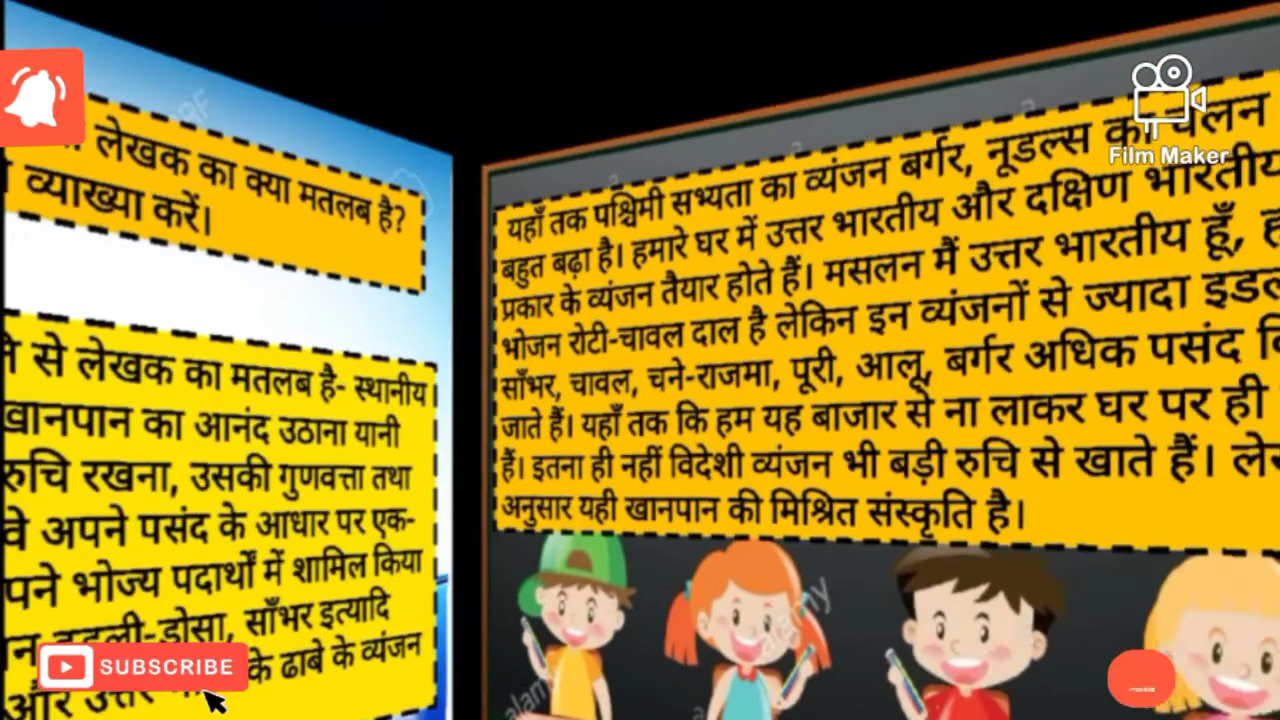 लेखक का क्या मतलब है?
व्याख्या करें।
से लेखक का मतलब है- स्थानीय
खानपान का आनंद उठाना यानी
रुचि रखना, उसकी गुणवत्ता तथा
वे अपने पसंद के आधार पर एक-
पने भोज्य पदार्थों में शामिल किया
इडली-डोसा, साँभर इत्यादि
और उत्तर के ढाबे के व्यंजन
SUBSCRIBE
Film Maker
यहाँ तक पश्चिमी सभ्यता का व्यंजन बर्गर, नूडल्स का चलन
बहुत बढ़ा है। हमारे घर में उत्तर भारतीय और दक्षिण भारतीय
प्रकार के व्यंजन तैयार होते हैं। मसलन मैं उत्तर भारतीय हूँ,
भोजन रोटी-चावल दाल है लेकिन इन व्यंजनों से ज्यादा इडल
साँभर, चावल, चने-राजमा, पूरी, आलू, बर्गर अधिक पसंद
जाते हैं। यहाँ तक कि हम यह बाजार से ना लाकर घर पर ही
हैं। इतना ही नहीं विदेशी व्यंजन भी बड़ी रुचि से खाते हैं।
अनुसार यही खानपान की मिश्रित संस्कृति है।